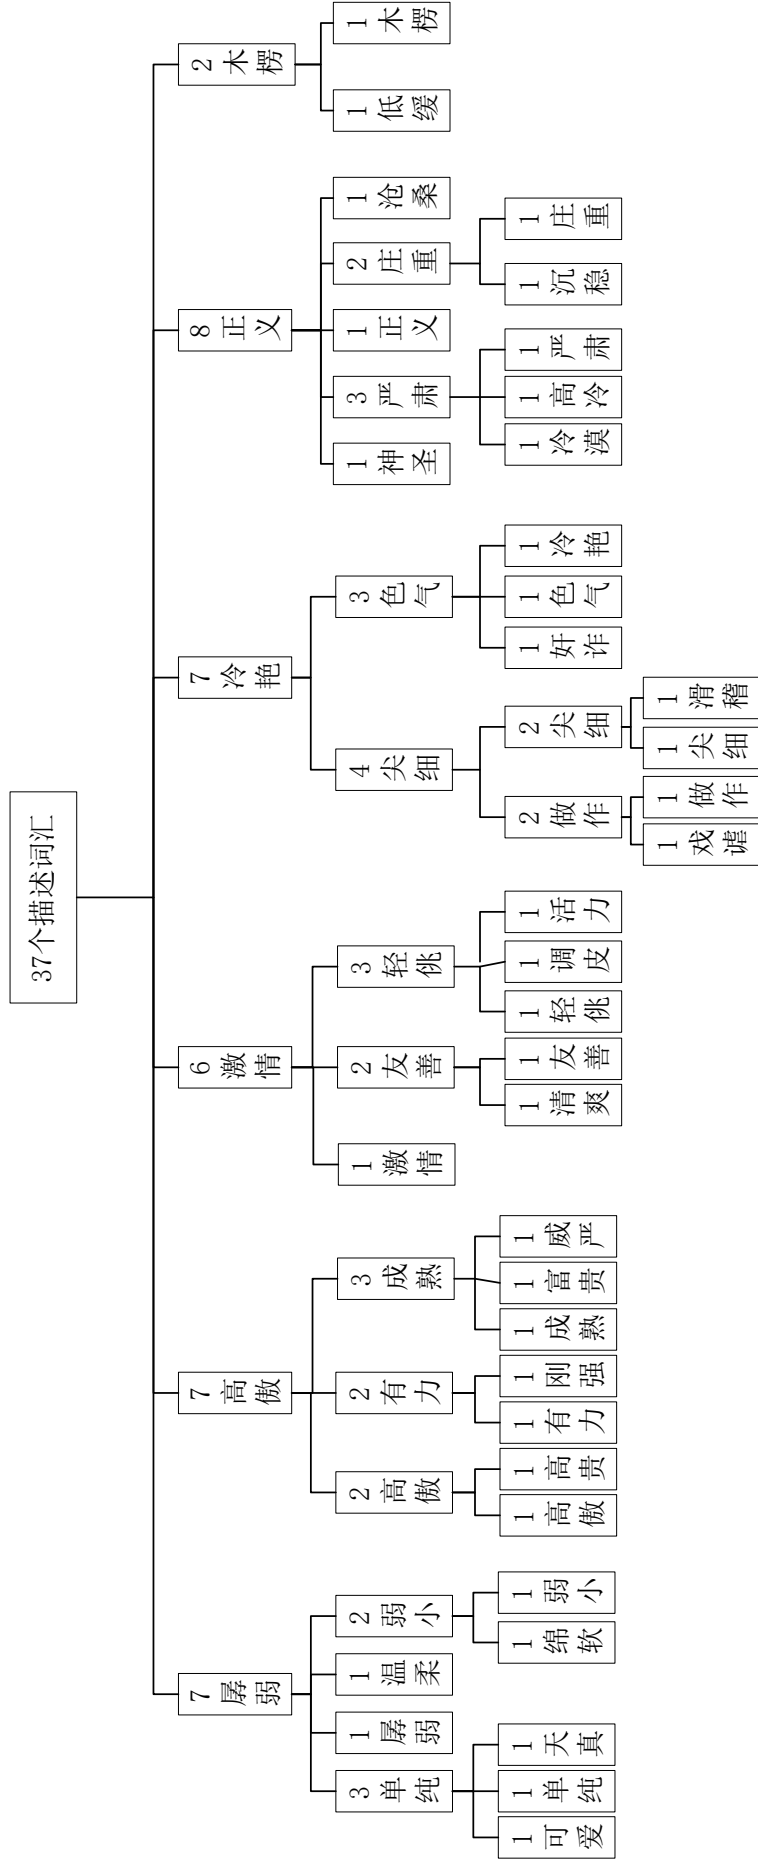 37个描述词汇
7孱弱
7高傲
6激情
7冷艳
8正义
2木楞
3单纯
1孱弱
1温柔
2弱小
2高傲
2有力
3成熟
1激情
2友善
3轻佻
4尖细
3色气
1神圣
3严肃
1正义
2庄重
1沧桑
1低缓
1木楞
1可爱
1单纯
1天真
1绵软
1弱小
1高傲
1高贵
1有力
1刚强
1成熟
1富贵
1威严
1清爽
1友善
1轻佻
1调皮
1活力
2做作
2尖细
1奸诈
1色气
1冷艳
1冷漠
1高冷
1严肃
1沉稳
1庄重
1戏谑
1做作
1尖细
1滑稽